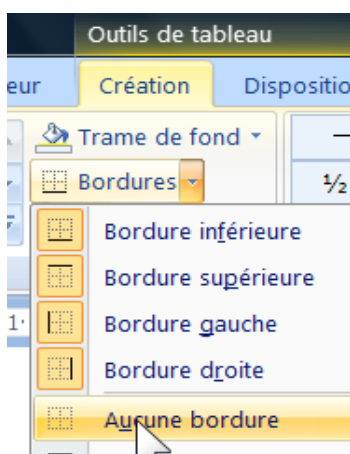 Outils de tableau
eur Création Dispositio
Trame de fond
Bordures ½
Bordure inférieure
Bordure supérieure
1 Bordure gauche
Bordure droite
Aucune bordure